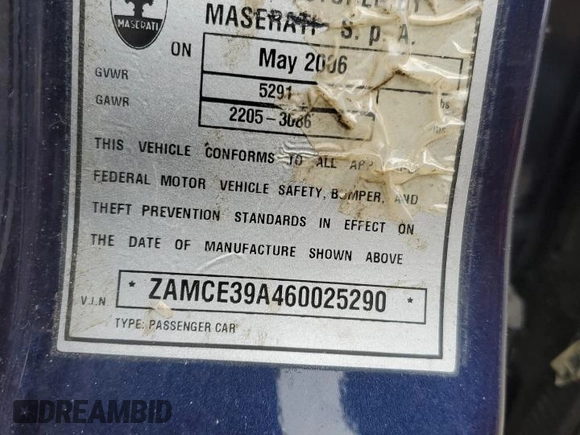 MASERATI
MASERATI S. p. A.
ON May 2006
GVWR 5291 lbs
GAWR 2205-3086
THIS VEHICLE CONFORMS TO ALL
FEDERAL MOTOR VEHICLE SAFETY, BUMPER, AND
THEFT PREVENTION STANDARDS IN EFFECT ON
THE DATE OF MANUFACTURE SHOWN ABOVE
V.I.N * ZAMCE39A460025290 *
TYPE: PASSENGER CAR
DREAMBID